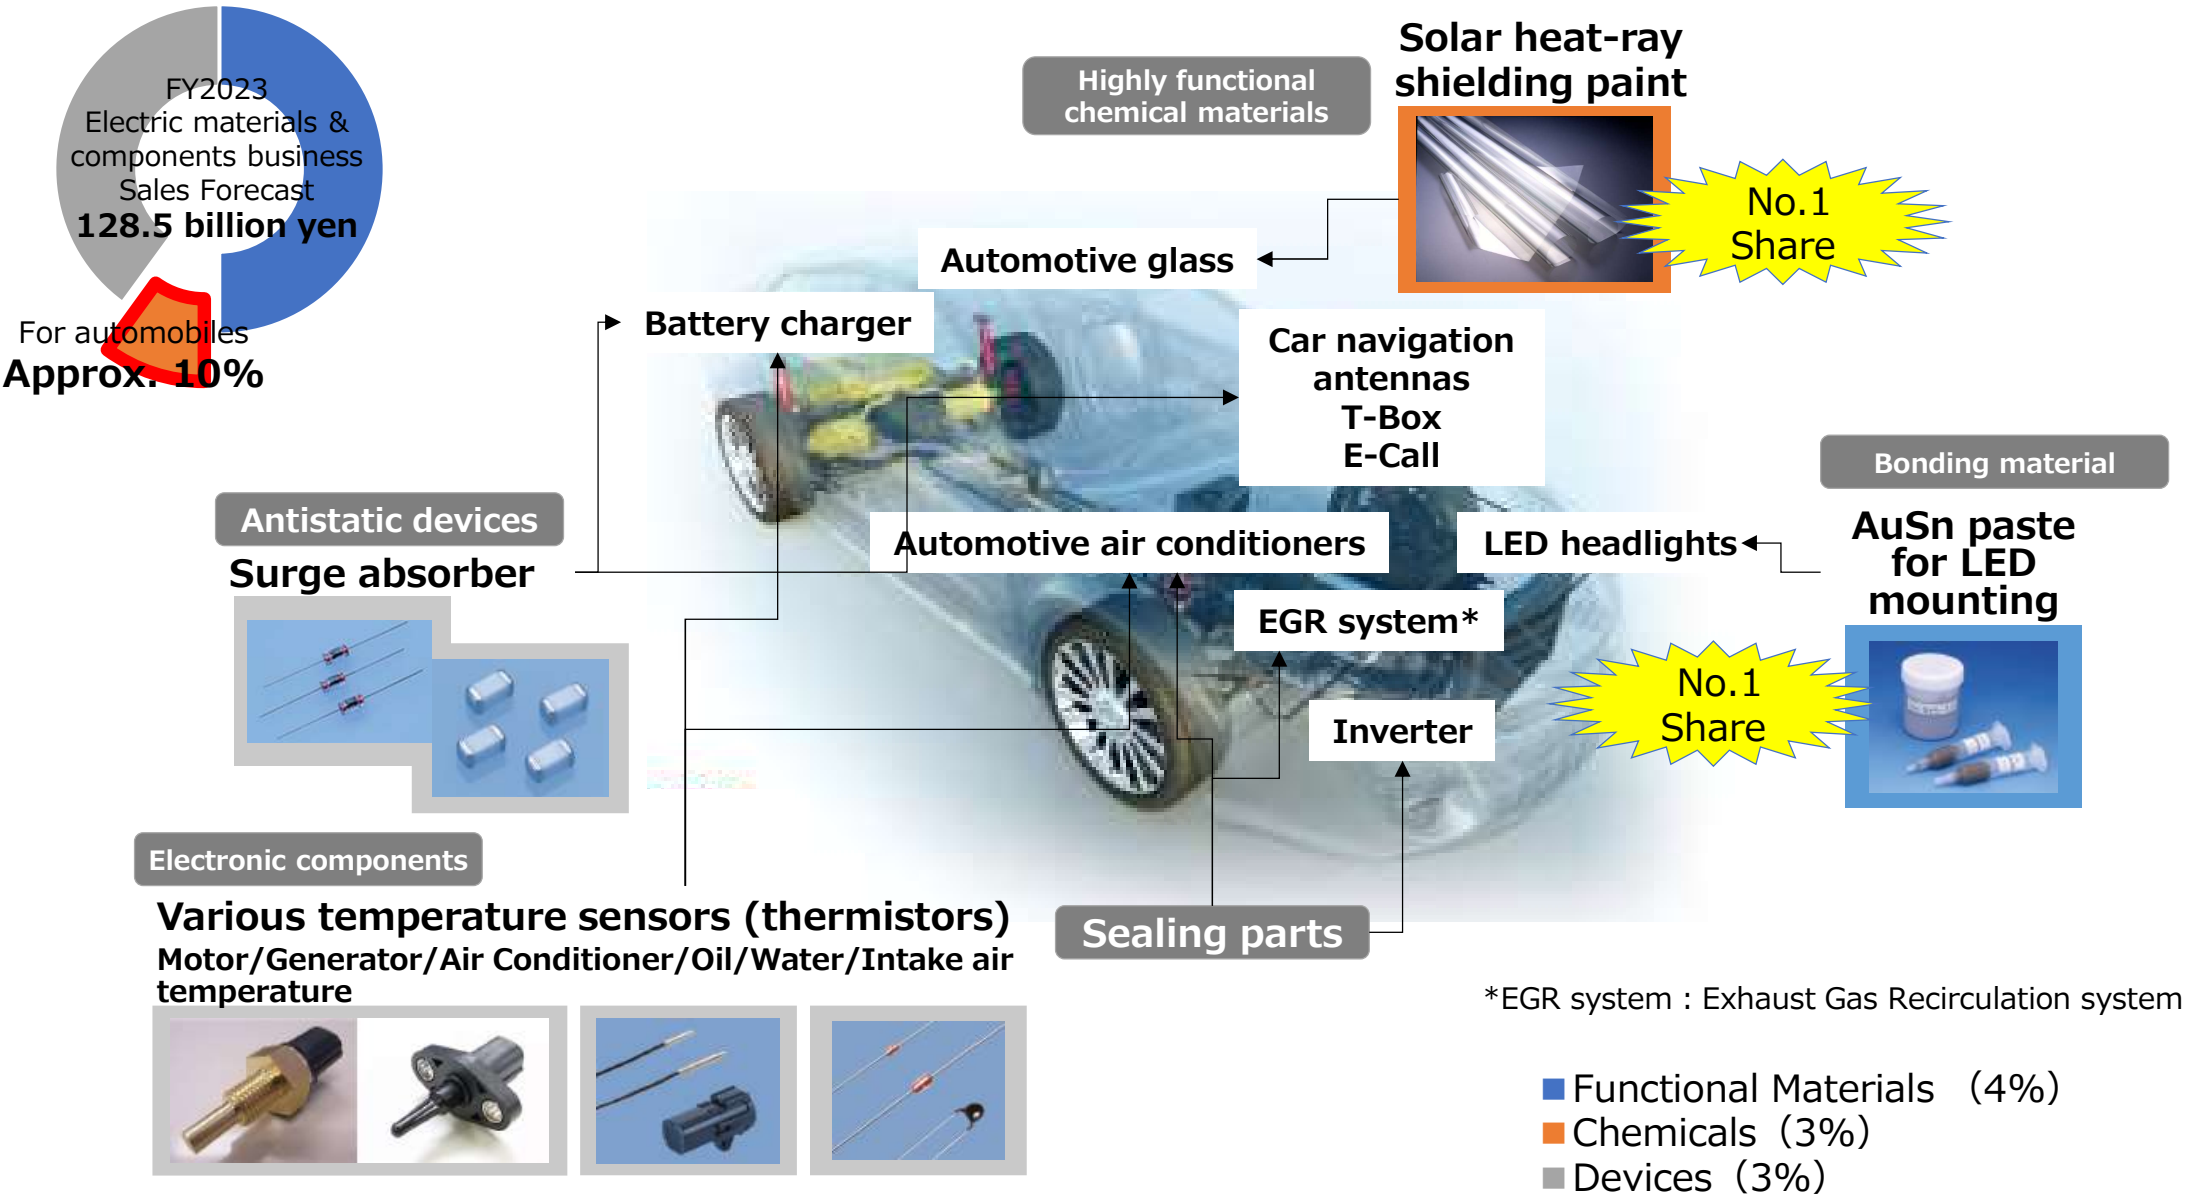 FY2023
Electric materials &
components business
Sales Forecast
128.5 billion yen
For automobiles
Approx. 10%
Highly functional
chemical materials
Solar heat-ray
shielding paint
No.1
Share
Automotive glass
Battery charger
Car navigation
antennas
T-Box
E-Call
Bonding material
AuSn paste
for LED
mounting
No.1
Share
Antistatic devices
Surge absorber
Automotive air conditioners
LED headlights
EGR system*
Inverter
Electronic components
Various temperature sensors (thermistors)
Motor/Generator/Air Conditioner/Oil/Water/Intake air
temperature
Sealing parts
*EGR system : Exhaust Gas Recirculation system
Functional Materials （4%）
Chemicals（3%）
Devices（3%）